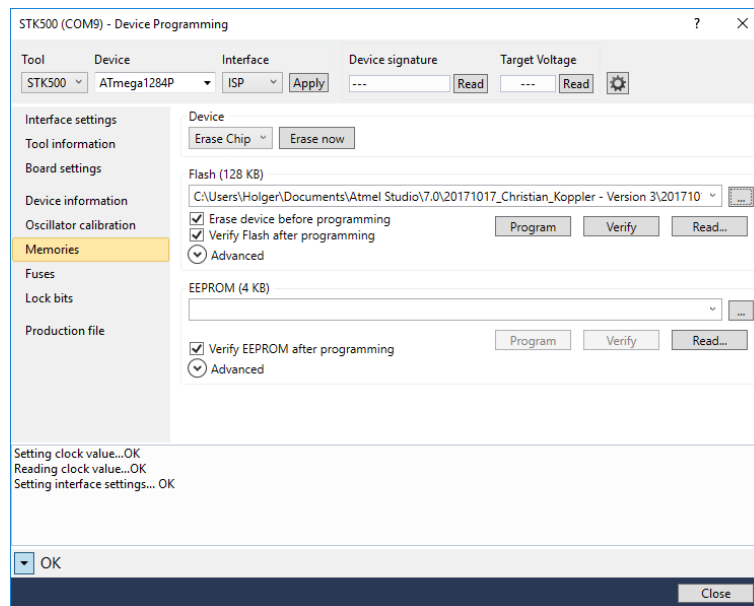 STK500 (COM9) - Device Programming
Tool Device Interface Device signature Target Voltage
STK500 ATmega1284P ISP Apply --- Read --- Read
Interface settings
Tool information
Board settings
Device information
Oscillator calibration
Memories
Fuses
Lock bits
Production file
Device
Erase Chip Erase now
Flash (128 KB)
C:\Users\Holger\Documents\Atmel Studio\7.0\20171017_Christian_Koppler - Version 3\201710 ...
Erase device before programming
Verify Flash after programming
Program Verify Read...
Advanced
EEPROM (4 KB)
...
Program Verify Read...
Verify EEPROM after programming
Advanced
Setting clock value...OK
Reading clock value...OK
Setting interface settings... OK
OK
Close